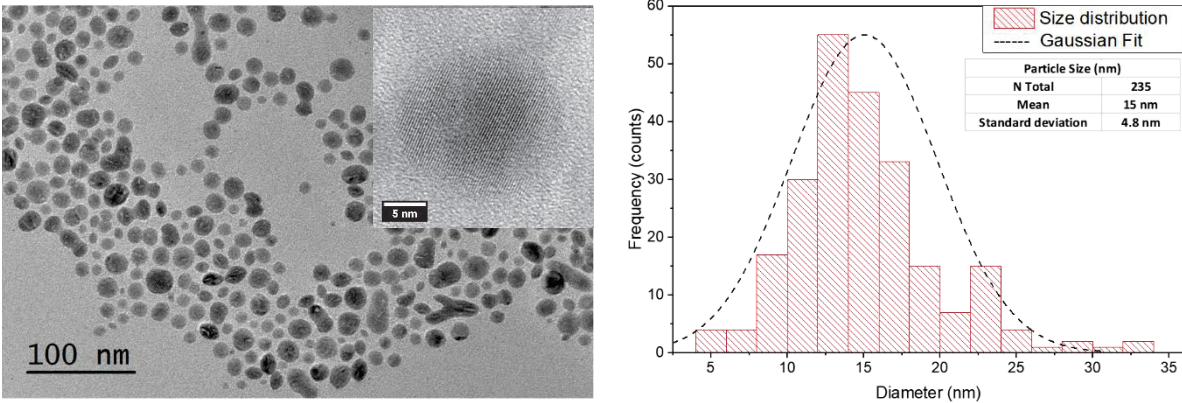 5 nm
100 nm
Size distribution
Gaussian Fit
Particle Size (nm)
N Total 235
Mean 15 nm
Standard deviation 4.8 nm
Frequency (counts)
60
50
40
30
20
10
0
5 10 15 20 25 30 35
Diameter (nm)